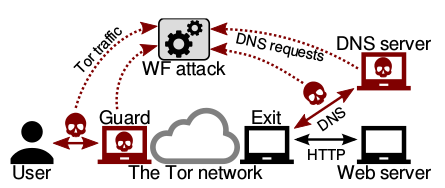 Tor traffic
DNS requests
DNS server
WF attack
Guard
Exit
DNS
HTTP
User
The Tor network
Web server